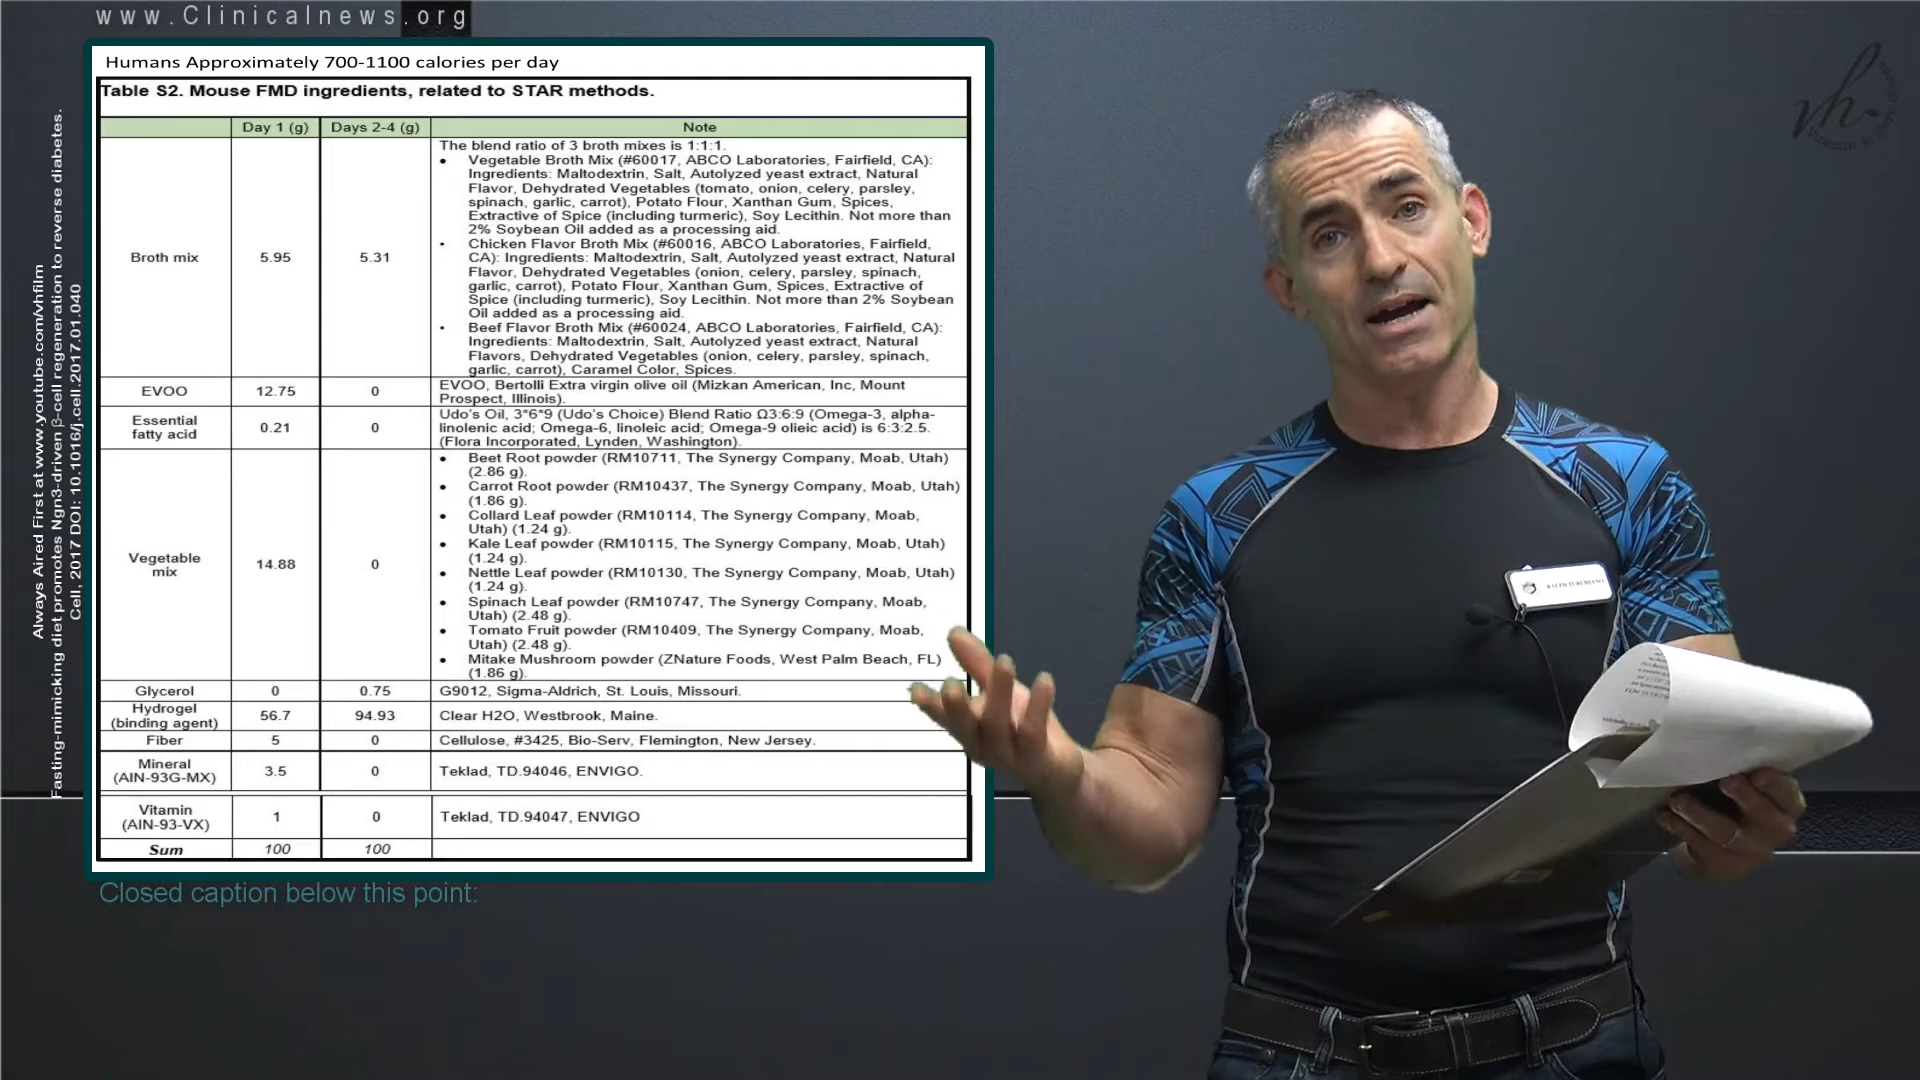 www.Clinicalnews.org
Always Aired First at www.youtube.com/vhfilm
Fasting-mimicking diet promotes Ngn3-driven β-cell regeneration to reverse diabetes.
Cell, 2017 DOI: 10.1016/j.cell.2017.01.040
Humans Approximately 700-1100 calories per day
Table S2. Mouse FMD ingredients, related to STAR methods.
Day 1 (g) Days 2-4 (g) Note
Broth mix 5.95 5.31
The blend ratio of 3 broth mixes is 1:1:1.
• Vegetable Broth Mix (#60017, ABCO Laboratories, Fairfield, CA):
Ingredients: Maltodextrin, Salt, Autolyzed yeast extract, Natural
Flavor, Dehydrated Vegetables (tomato, onion, celery, parsley,
spinach, garlic, carrot), Potato Flour, Xanthan Gum, Spices,
Extractive of Spice (including turmeric), Soy Lecithin. Not more than
2% Soybean Oil added as a processing aid.
• Chicken Flavor Broth Mix (#60016, ABCO Laboratories, Fairfield,
CA): Ingredients: Maltodextrin, Salt, Autolyzed yeast extract, Natural
Flavor, Dehydrated Vegetables (onion, celery, parsley, spinach,
garlic, carrot), Potato Flour, Xanthan Gum, Spices, Extractive of
Spice (including turmeric), Soy Lecithin. Not more than 2% Soybean
Oil added as a processing aid.
• Beef Flavor Broth Mix (#60024, ABCO Laboratories, Fairfield, CA):
Ingredients: Maltodextrin, Salt, Autolyzed yeast extract, Natural
Flavors, Dehydrated Vegetables (onion, celery, parsley, spinach,
garlic, carrot), Caramel Color, Spices.
EVOO 12.75 0
EVOO, Bertolli Extra virgin olive oil (Mizkan American, Inc, Mount
Prospect, Illinois).
Essential
fatty acid 0.21 0
Udo's Oil, 3*6*9 (Udo's Choice) Blend Ratio Ω3:6:9 (Omega-3, alpha-
linolenic acid; Omega-6, linoleic acid; Omega-9 olieic acid) is 6:3:2.5.
(Flora Incorporated, Lynden, Washington).
Vegetable
mix 14.88 0
• Beet Root powder (RM10711, The Synergy Company, Moab, Utah)
(2.86 g).
• Carrot Root powder (RM10437, The Synergy Company, Moab, Utah)
(1.86 g).
• Collard Leaf powder (RM10114, The Synergy Company, Moab,
Utah) (1.24 g).
• Kale Leaf powder (RM10115, The Synergy Company, Moab, Utah)
(1.24 g).
• Nettle Leaf powder (RM10130, The Synergy Company, Moab, Utah)
(1.24 g).
• Spinach Leaf powder (RM10747, The Synergy Company, Moab,
Utah) (2.48 g).
• Tomato Fruit powder (RM10409, The Synergy Company, Moab,
Utah) (2.48 g).
• Mitake Mushroom powder (ZNature Foods, West Palm Beach, FL)
(1.86 g).
Glycerol 0 0.75 G9012, Sigma-Aldrich, St. Louis, Missouri.
Hydrogel
(binding agent) 56.7 94.93 Clear H2O, Westbrook, Maine.
Fiber 5 0 Cellulose, #3425, Bio-Serv, Flemington, New Jersey.
Mineral
(AIN-93G-MX) 3.5 0 Teklad, TD.94046, ENVIGO.
Vitamin
(AIN-93-VX) 1 0 Teklad, TD.94047, ENVIGO
Sum 100 100
Closed caption below this point:
vh